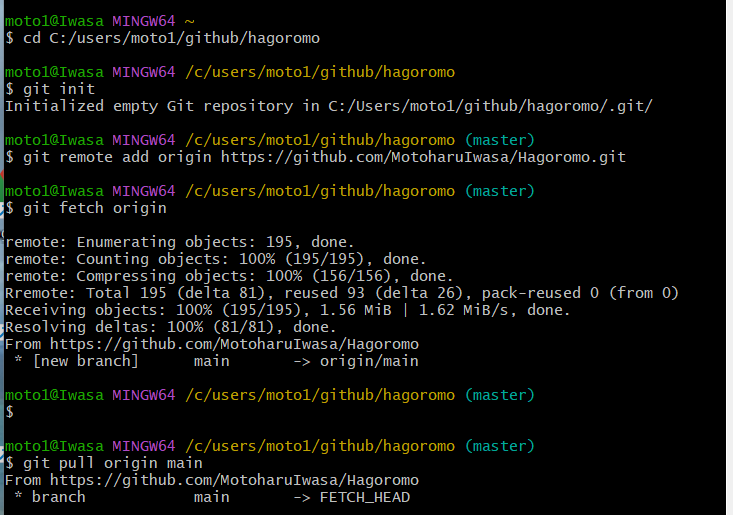 moto1@Iwasa MINGW64 ~
$ cd C:/users/moto1/github/hagoromo
moto1@Iwasa MINGW64 /c/users/moto1/github/hagoromo
$ git init
Initialized empty Git repository in C:/Users/moto1/github/hagoromo/.git/
moto1@Iwasa MINGW64 /c/users/moto1/github/hagoromo (master)
$ git remote add origin https://github.com/MotoharuIwasa/Hagoromo.git
moto1@Iwasa MINGW64 /c/users/moto1/github/hagoromo (master)
$ git fetch origin
remote: Enumerating objects: 195, done.
remote: Counting objects: 100% (195/195), done.
remote: Compressing objects: 100% (156/156), done.
Rremote: Total 195 (delta 81), reused 93 (delta 26), pack-reused 0 (from 0)
Receiving objects: 100% (195/195), 1.56 MiB | 1.62 MiB/s, done.
Resolving deltas: 100% (81/81), done.
From https://github.com/MotoharuIwasa/Hagoromo
 * [new branch]      main       -> origin/main
moto1@Iwasa MINGW64 /c/users/moto1/github/hagoromo (master)
$
moto1@Iwasa MINGW64 /c/users/moto1/github/hagoromo (master)
$ git pull origin main
From https://github.com/MotoharuIwasa/Hagoromo
 * branch            main       -> FETCH_HEAD